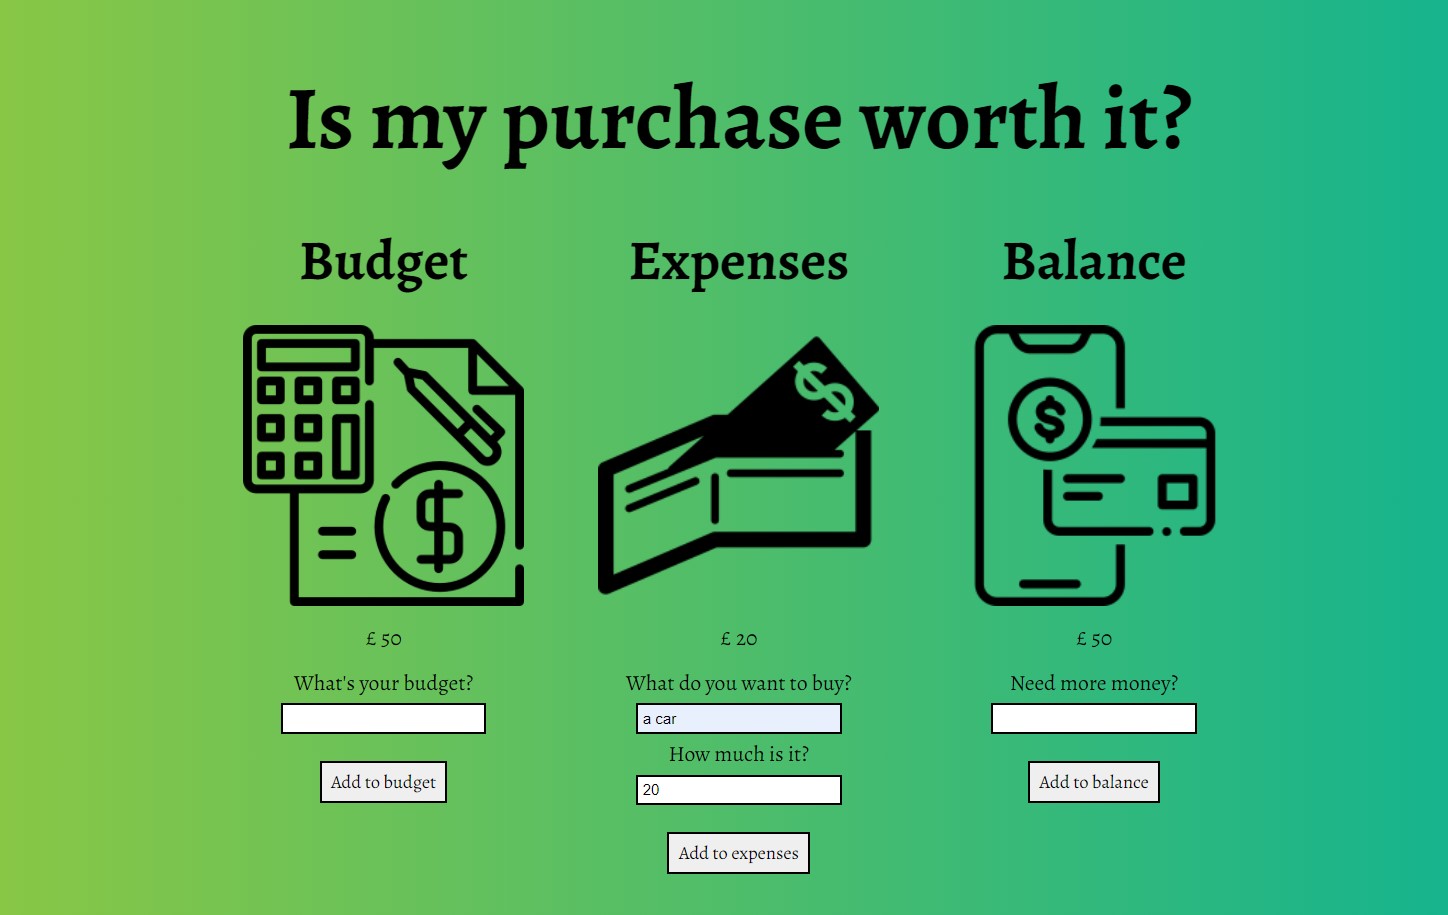 Is my purchase worth it?
Budget
Expenses
Balance
$
$
$
£ 50
£ 20
£ 50
What's your budget?
What do you want to buy?
Need more money?
a car
How much is it?
Add to budget
20
Add to balance
Add to expenses